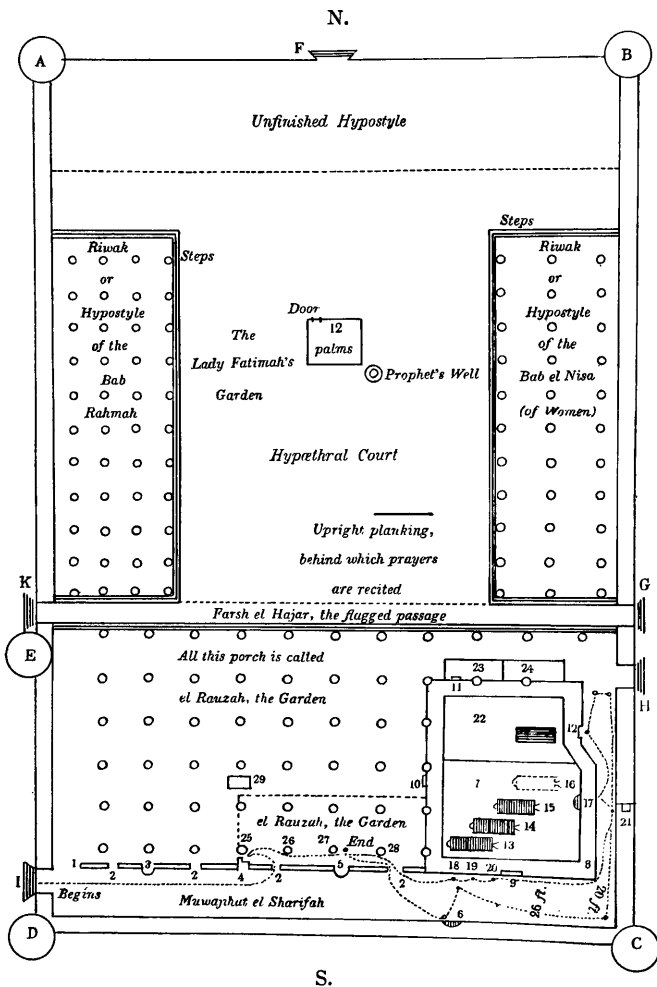 N.
F
A
B
Unfinished Hypostyle
Steps
Riwak
or
Hypostyle
of the
Bab
Rahmah
Steps
Riwak
or
Hypostyle
of the
Bab el Nisa
(of Women)
Door
12
palms
The
Lady Fatimah's
Garden
Prophet's Well
Hypæthral Court
Upright planking,
behind which prayers
are recited
K
G
Farsh el Hajar, the flugged passage
E
All this porch is called
el Rauzah, the Garden
23
24
H
11
22
12
29
10
7
16
17
15
21
el Rauzah, the Garden
14
25
26
27
End
28
13
1
3
5
8
2
2
4
2
2
18
19
20
9
I
Begins
Muwajihat el Sharifah
6
26 ft.
20 ft.
D
C
S.